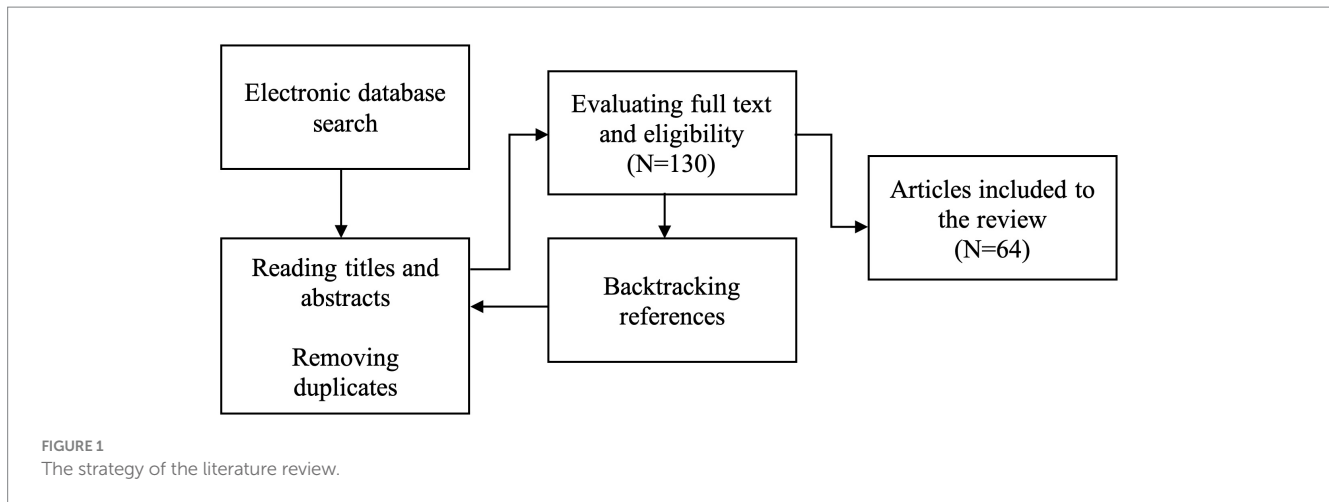 Electronic database
search
Reading titles and
abstracts
Removing
duplicates
Evaluating full text
and eligibility
(N=130)
Backtracking
references
Articles included to
the review
(N=64)
FIGURE 1
The strategy of the literature review.